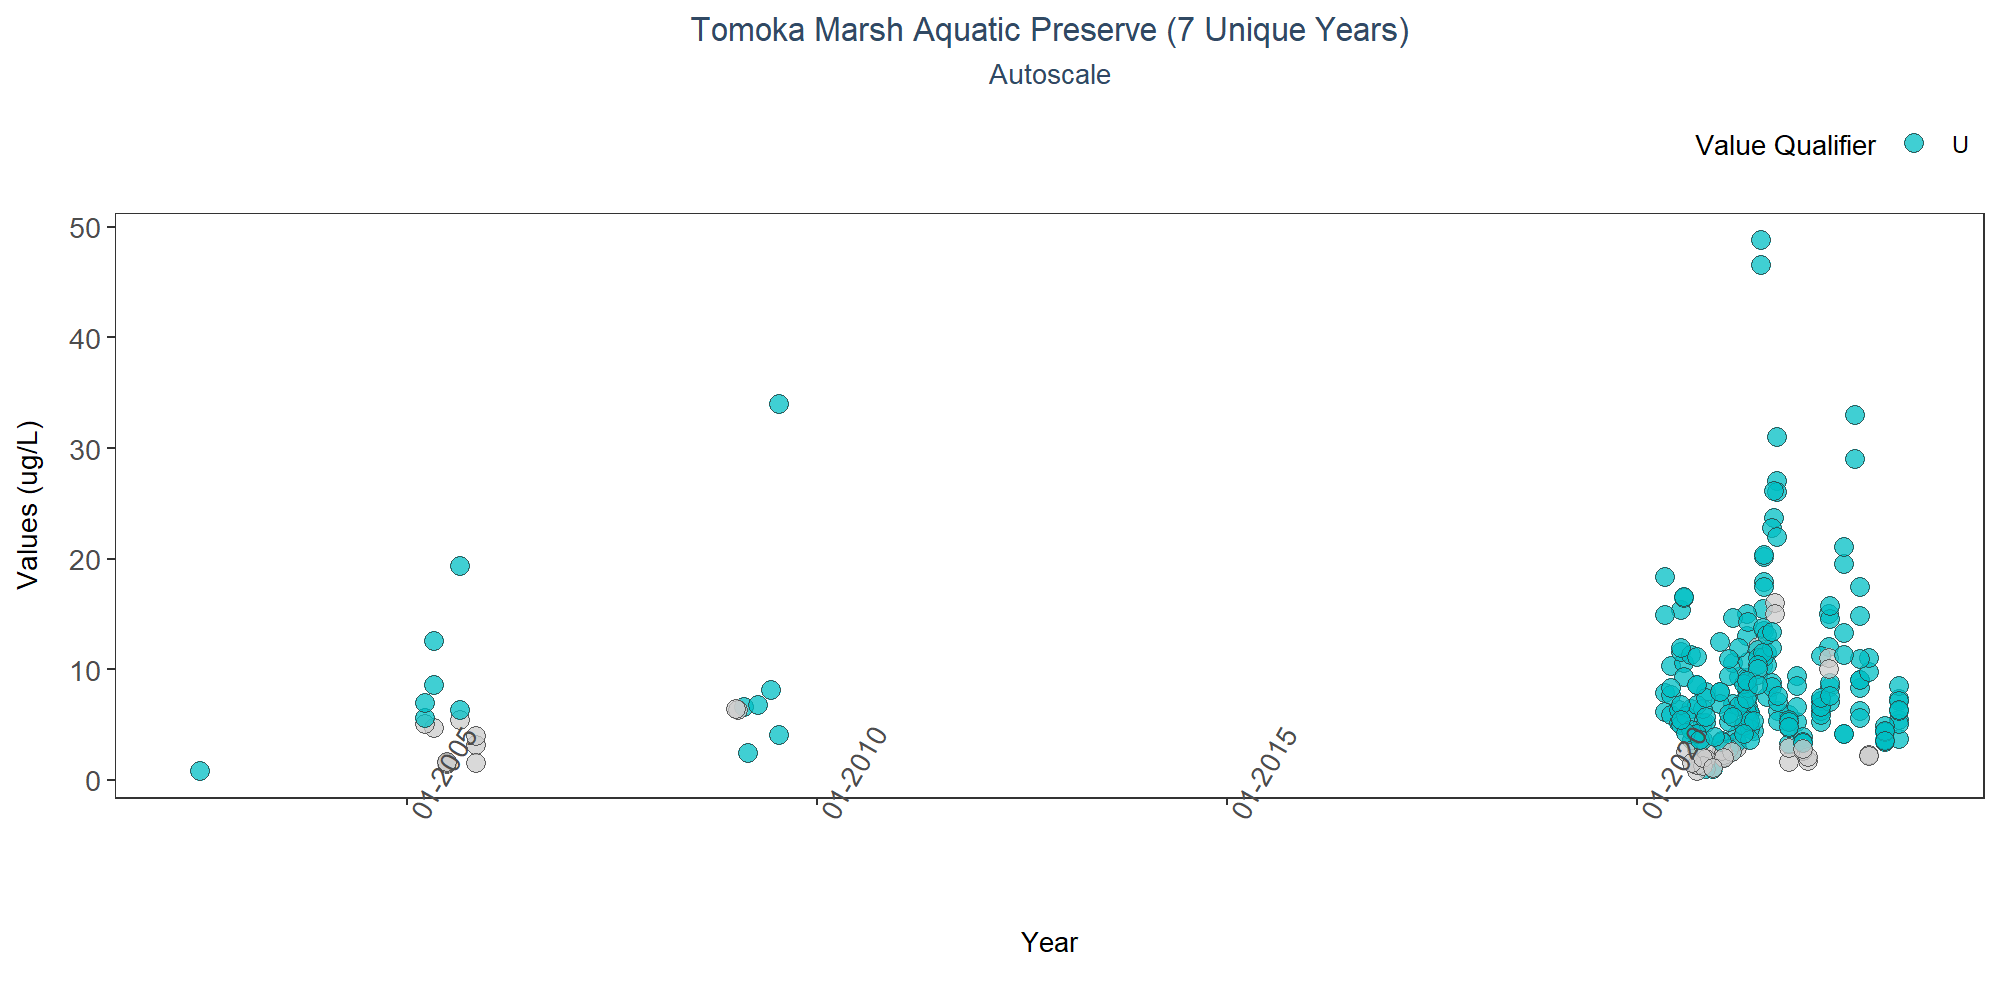 Tomoka Marsh Aquatic Preserve (7 Unique Years)
Autoscale
Value Qualifier U
50
40
30
20
10
0
Values (ug/L)
01-2005
01-2010
01-2015
01-2020
Year